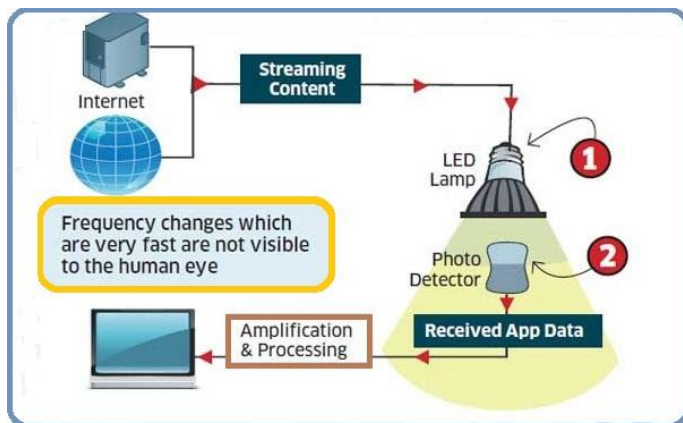 Internet
Streaming
Content
LED
Lamp
1
Frequency changes which
are very fast are not visible
to the human eye
Photo
Detector
2
Amplification
& Processing
Received App Data